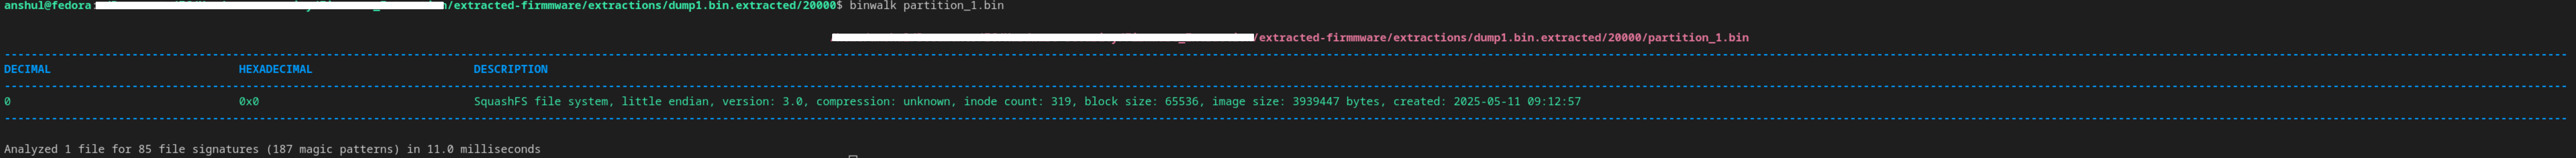 anshul@fedora: /extracted-firmmware/extractions/dump1.bin.extracted/20000$ binwalk partition_1.bin
/extracted-firmmware/extractions/dump1.bin.extracted/20000/partition_1.bin
DECIMAL HEXADECIMAL DESCRIPTION
0 0x0 SquashFS file system, little endian, version: 3.0, compression: unknown, inode count: 319, block size: 65536, image size: 3939447 bytes, created: 2025-05-11 09:12:57
Analyzed 1 file for 85 file signatures (187 magic patterns) in 11.0 milliseconds